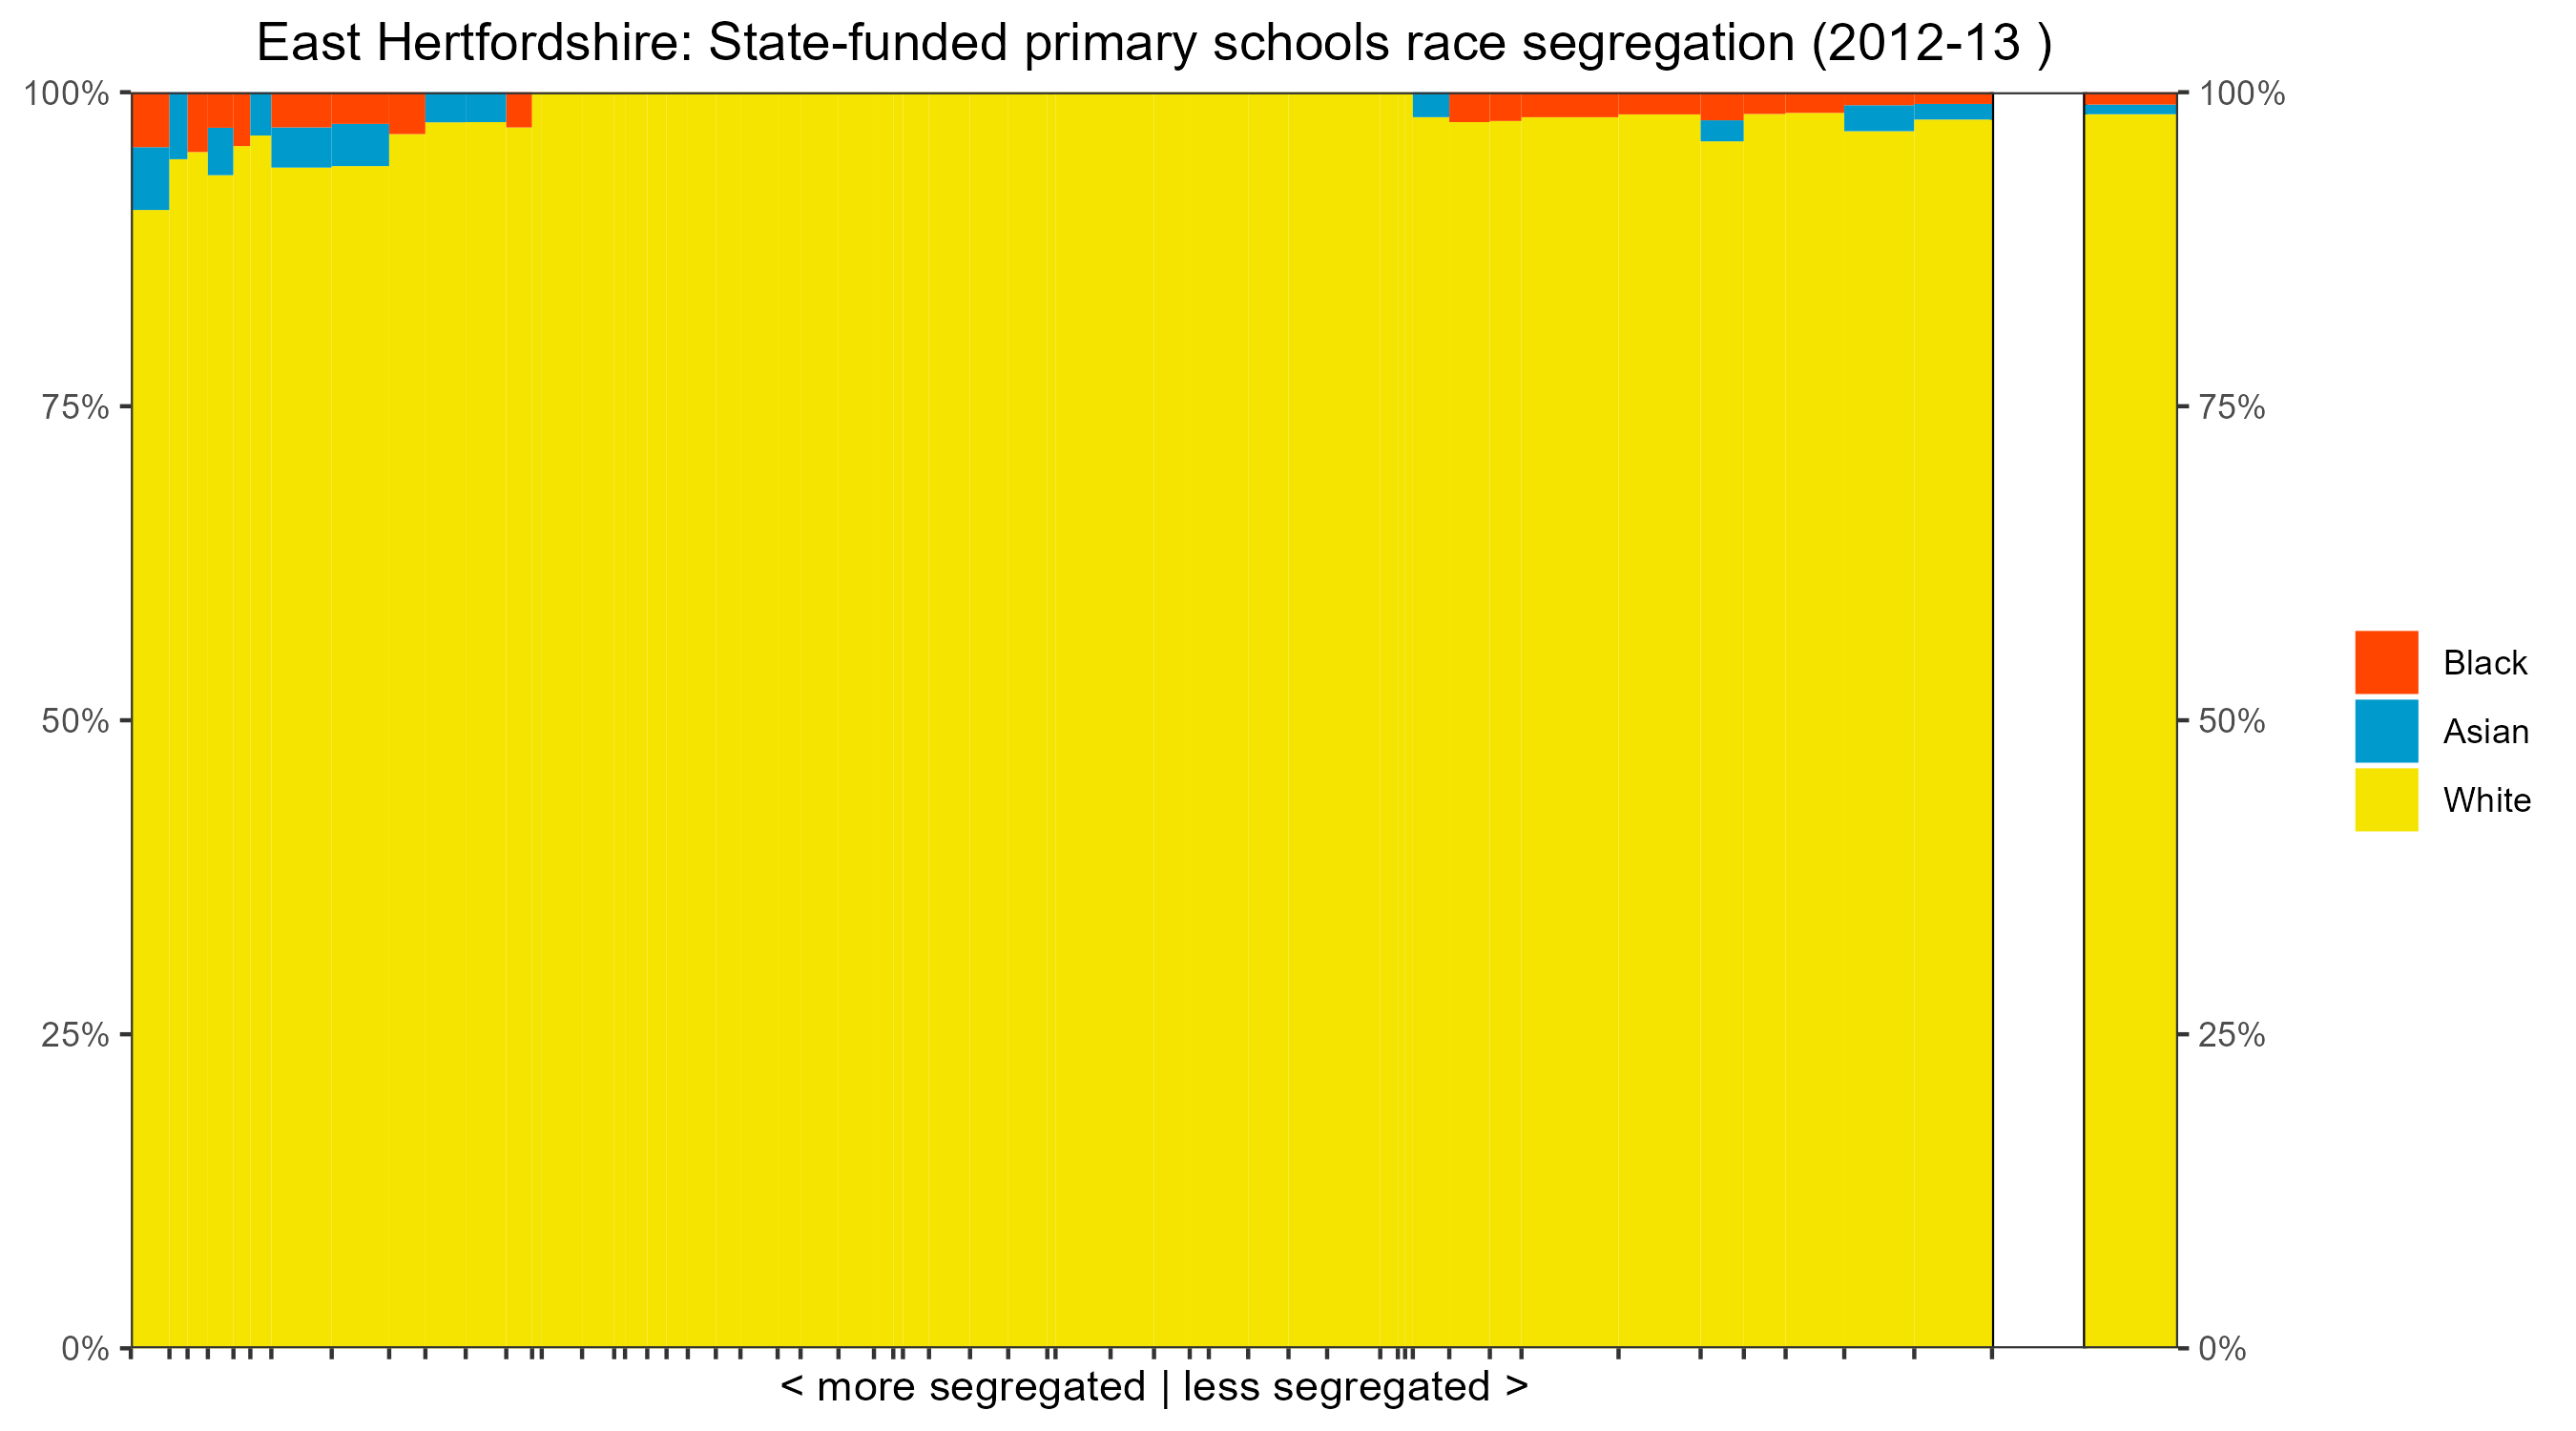 East Hertfordshire: State-funded primary schools race segregation (2012-13 )
100%
75%
50%
25%
0%
100%
75%
50%
25%
0%
Black
Asian
White
< more segregated | less segregated >